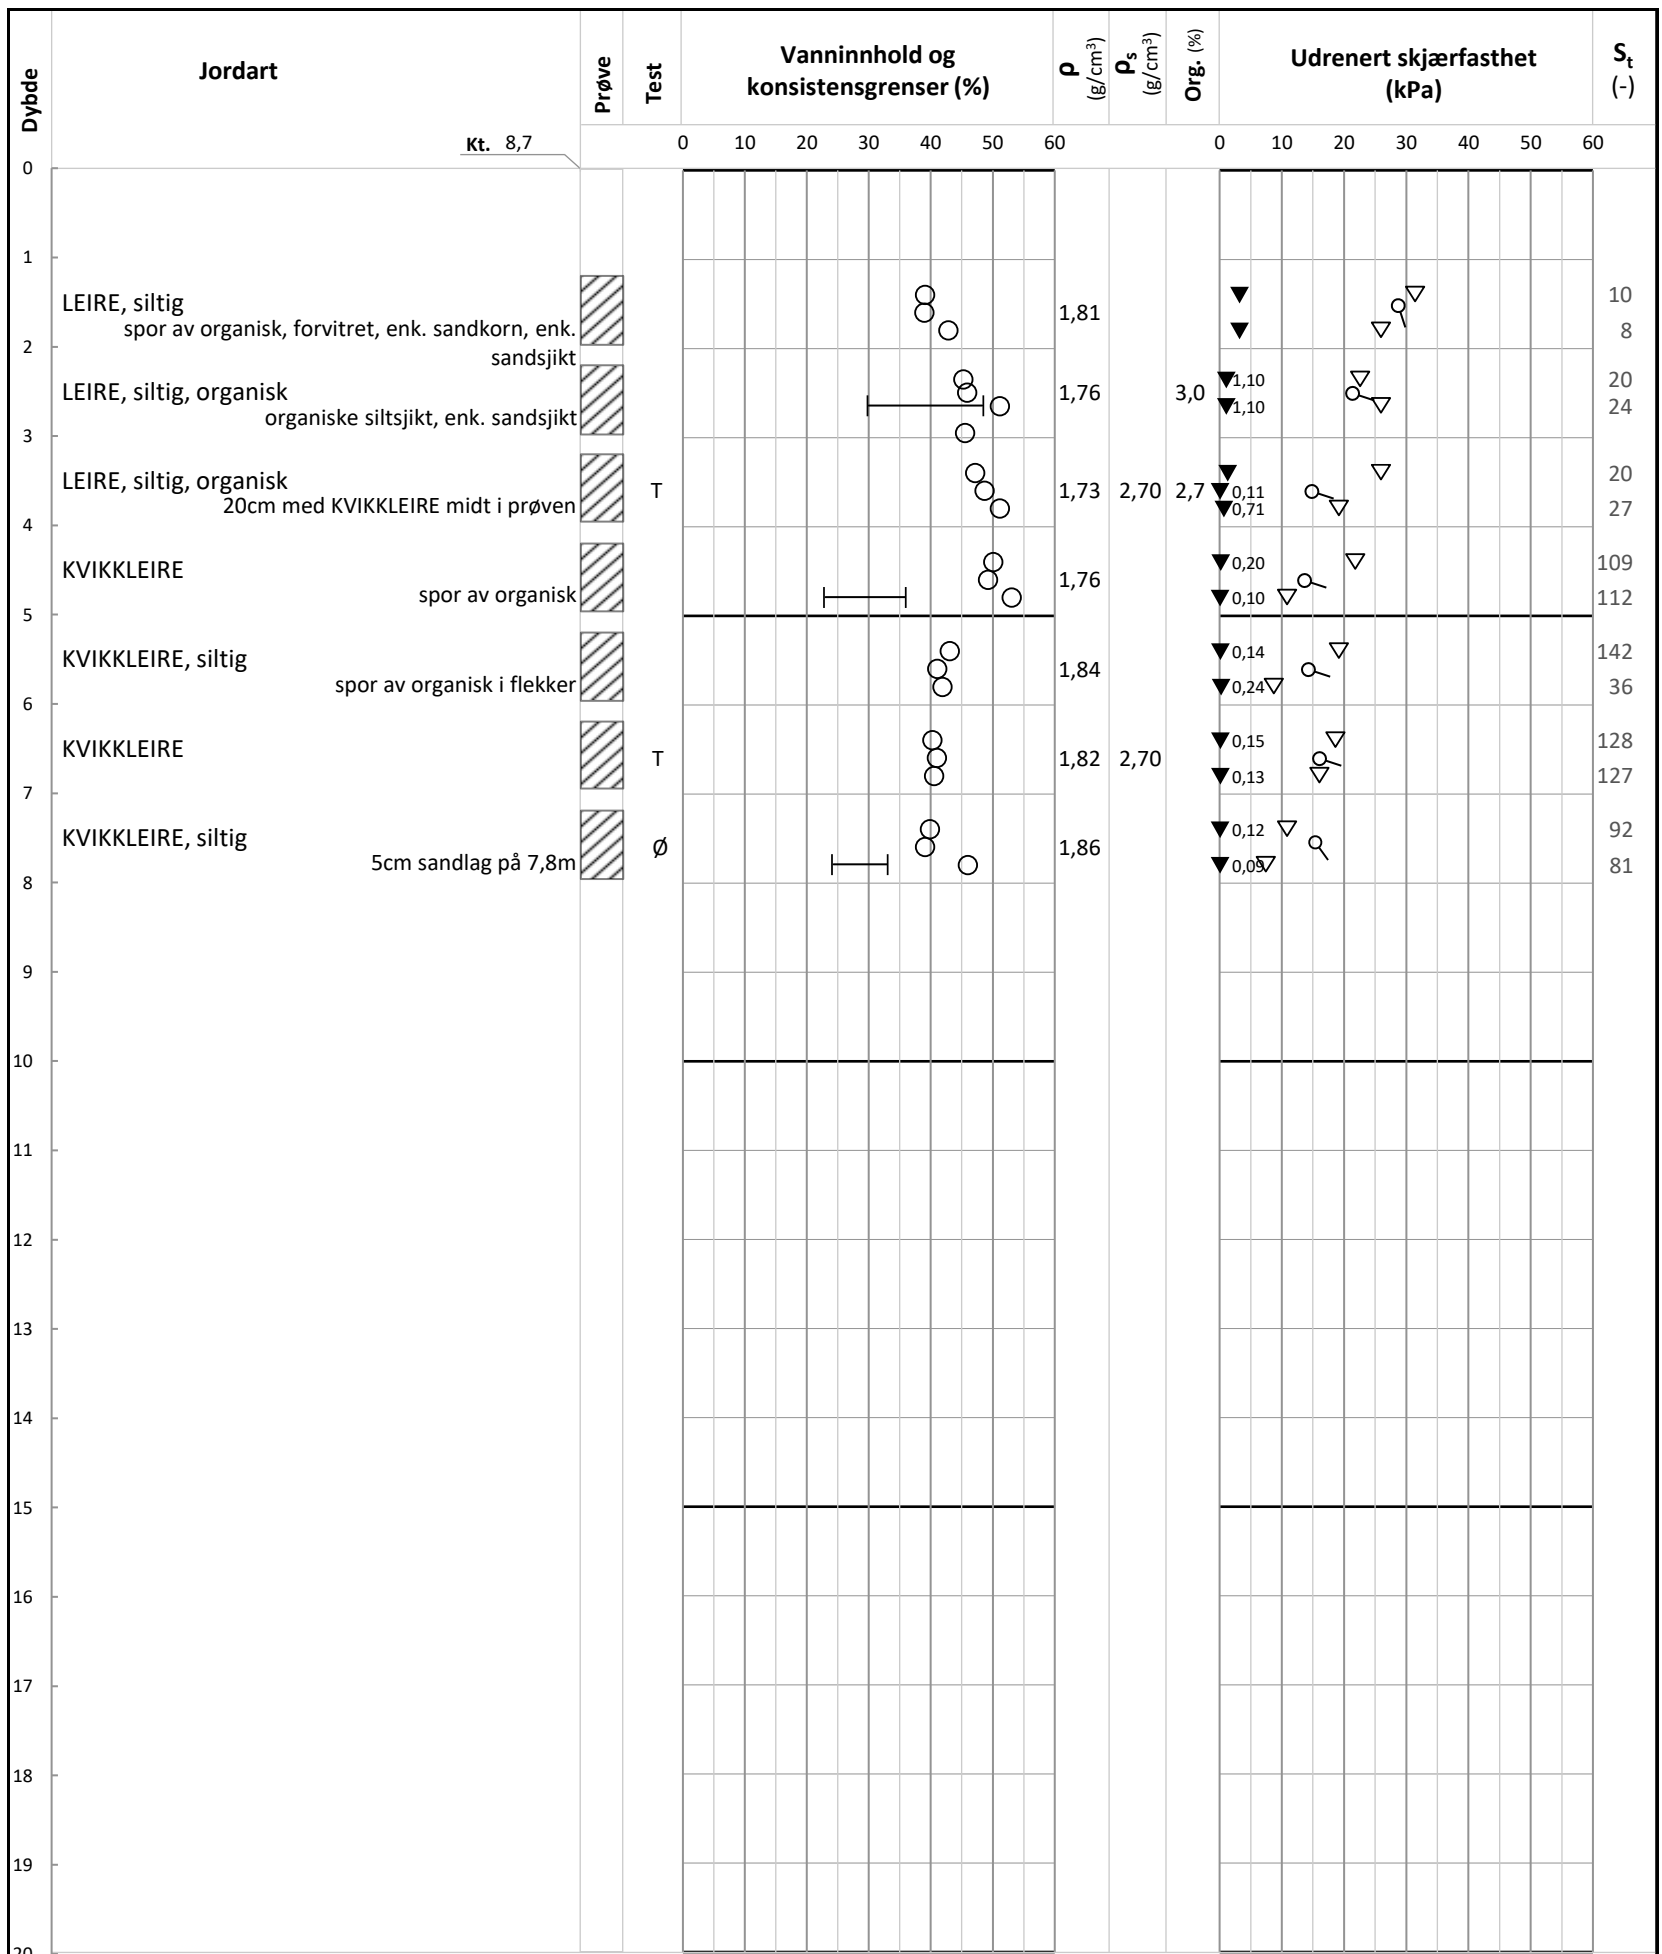 Dybde
Jordart
Prøve
Test
Vanninnhold og
konsistensgrenser (%)
ρ
(g/cm³)
ρs
(g/cm³)
Org. (%)
Udrenert skjærfasthet
(kPa)
St
(-)
Kt. 8,7
0 10 20 30 40 50 60
0 10 20 30 40 50 60
0
1
LEIRE, siltig
spor av organisk, forvitret, enk. sandkorn, enk.
sandsjikt
1,81
10
8
2
LEIRE, siltig, organisk
organiske siltsjikt, enk. sandsjikt
1,76
3,0
1,10
20
1,10
24
3
LEIRE, siltig, organisk
20cm med KVIKKLEIRE midt i prøven
T
1,73
2,70
2,7
20
0,11
0,71
27
4
KVIKKLEIRE
spor av organisk
1,76
0,20
109
0,10
112
5
KVIKKLEIRE, siltig
spor av organisk i flekker
1,84
0,14
142
0,24
36
6
KVIKKLEIRE
T
1,82
2,70
0,15
128
0,13
127
7
KVIKKLEIRE, siltig
5cm sandlag på 7,8m
Ø
1,86
0,12
92
0,09
81
8
9
10
11
12
13
14
15
16
17
18
19
20